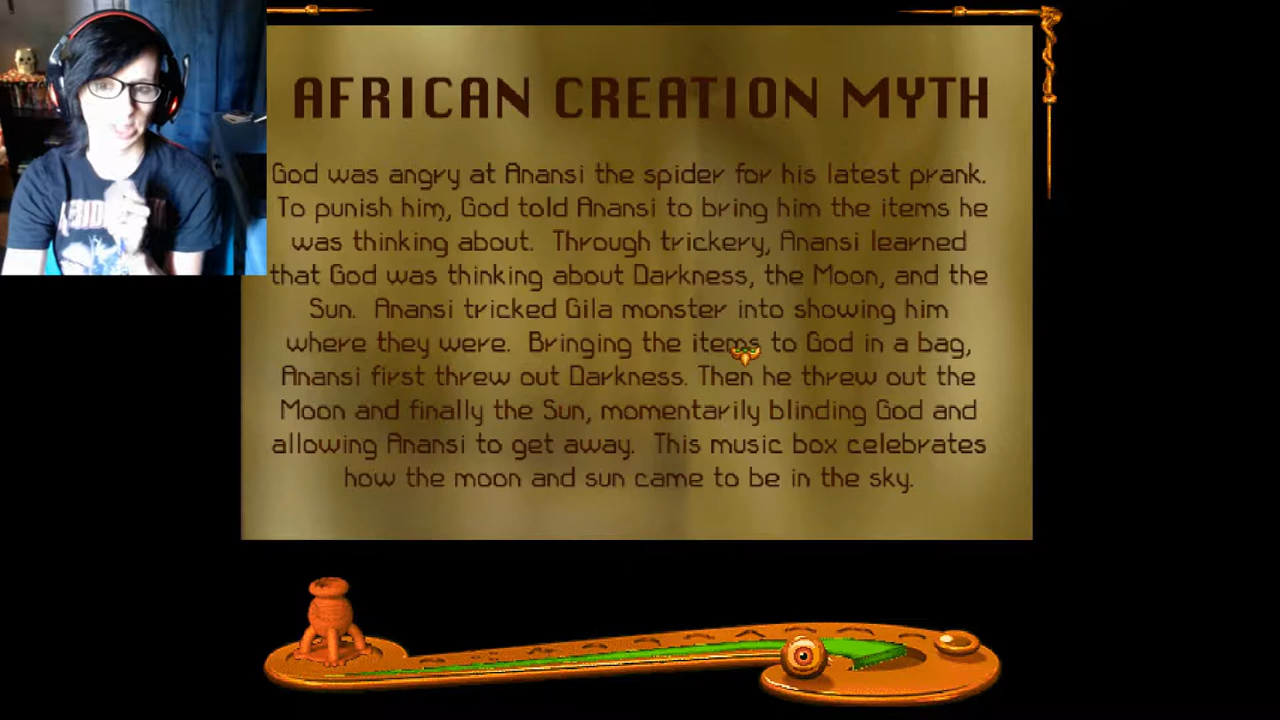 AFRICAN CREATION MYTH
God was angry at Anansi the spider for his latest prank.
To punish him, God told Anansi to bring him the items he
was thinking about. Through trickery, Anansi learned
that God was thinking about Darkness, the Moon, and the
Sun. Anansi tricked Gila monster into showing him
where they were. Bringing the items to God in a bag,
Anansi first threw out Darkness. Then he threw out the
Moon and finally the Sun, momentarily blinding God and
allowing Anansi to get away. This music box celebrates
how the moon and sun came to be in the sky.